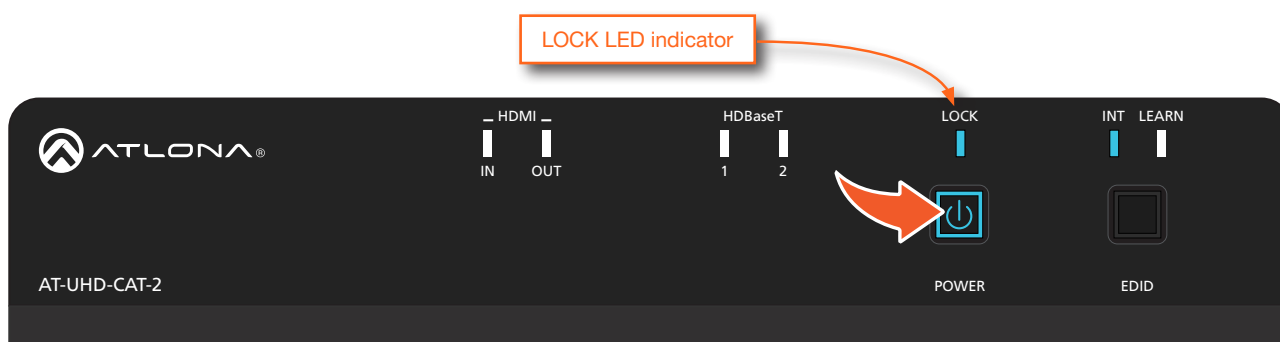 LOCK LED indicator
HDMI
HDBaseT
LOCK
INT LEARN
ATLONA®
IN OUT
1 2
AT-UHD-CAT-2
POWER
EDID